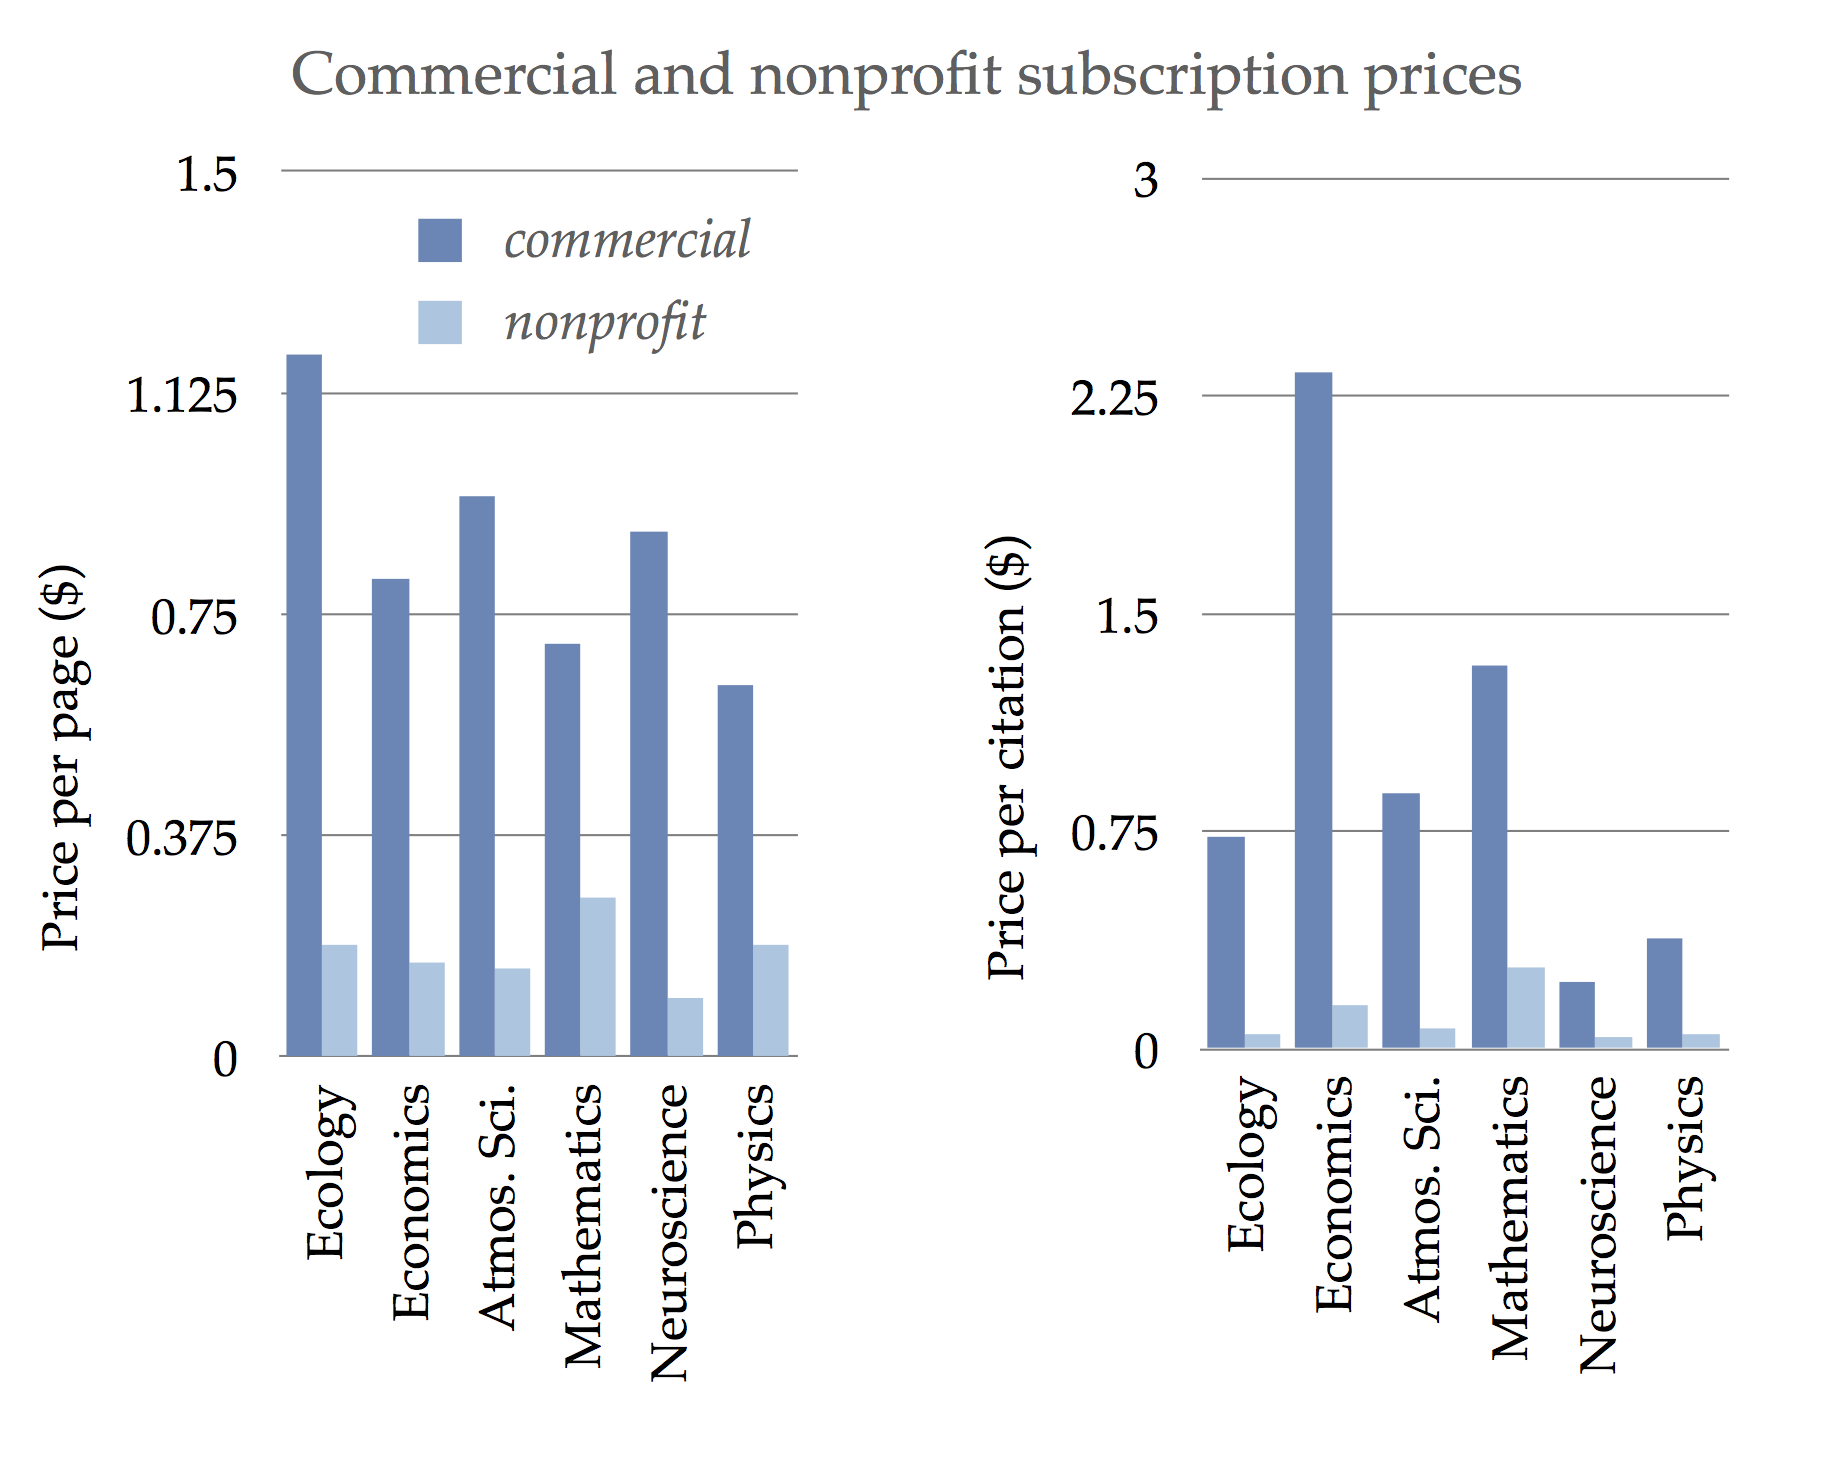 Commercial and nonprofit subscription prices
1.5
1.125
0.75
0.375
0
Price per page ($)
commercial
nonprofit
Ecology
Economics
Atmos. Sci.
Mathematics
Neuroscience
Physics
3
2.25
1.5
0.75
0
Price per citation ($)
Ecology
Economics
Atmos. Sci.
Mathematics
Neuroscience
Physics